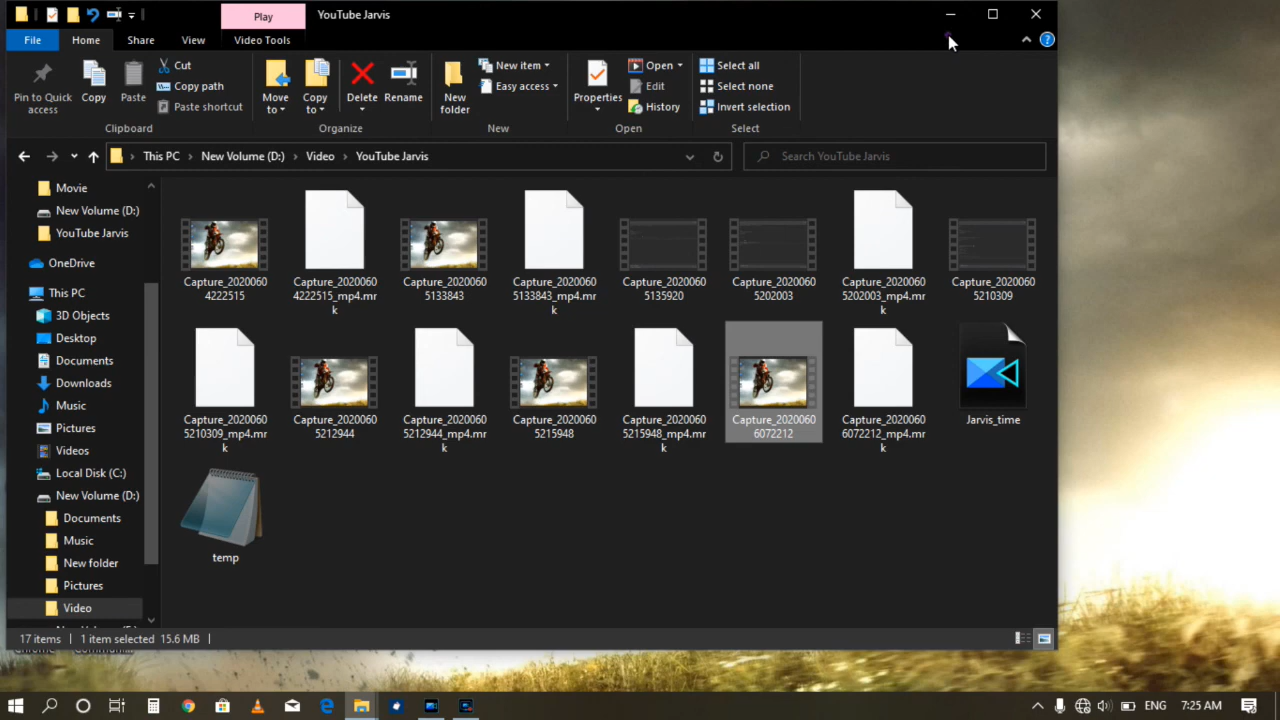 Play
YouTube Jarvis
File
Home
Share
View
Video Tools
Pin to Quick
access
Copy
Paste
Cut
Copy path
Paste shortcut
Clipboard
Move
to
Copy
to
Delete
Rename
Organize
New
folder
New item
Easy access
New
Properties
Open
Edit
History
Open
Select all
Select none
Invert selection
Select
This PC
New Volume (D:)
Video
YouTube Jarvis
Search YouTube Jarvis
Movie
New Volume (D:)
YouTube Jarvis
OneDrive
This PC
3D Objects
Desktop
Documents
Downloads
Music
Pictures
Videos
Local Disk (C:)
New Volume (D:)
Documents
Music
New folder
Pictures
Video
Capture_2020060
4222515
Capture_2020060
4222515_mp4.mr
k
Capture_2020060
5133843
Capture_2020060
5133843_mp4.mr
k
Capture_2020060
5135920
Capture_2020060
5202003
Capture_2020060
5202003_mp4.mr
k
Capture_2020060
5210309
Capture_2020060
5210309_mp4.mr
k
Capture_2020060
5212944
Capture_2020060
5212944_mp4.mr
k
Capture_2020060
5215948
Capture_2020060
5215948_mp4.mr
k
Capture_2020060
6072212
Capture_2020060
6072212_mp4.mr
k
Jarvis_time
temp
17 items
1 item selected 15.6 MB
ENG
7:25 AM